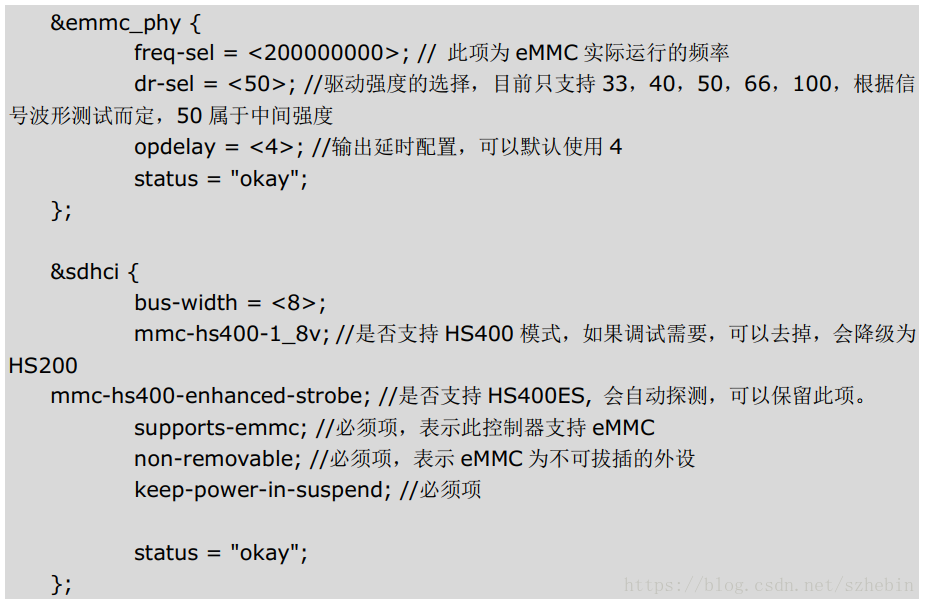 &emmc_phy {
freq-sel = <200000000>; // 此项为 eMMC 实际运行的频率
dr-sel = <50>; //驱动强度的选择，目前只支持 33，40，50，66，100，根据信
号波形测试而定，50 属于中间强度
opdelay = <4>; //输出延时配置，可以默认使用 4
status = "okay";
};
&sdhci {
bus-width = <8>;
mmc-hs400-1_8v; //是否支持 HS400 模式，如果调试需要，可以去掉，会降级为
HS200
mmc-hs400-enhanced-strobe; //是否支持 HS400ES, 会自动探测，可以保留此项。
supports-emmc; //必须项，表示此控制器支持 eMMC
non-removable; //必须项，表示 eMMC 为不可拔插的外设
keep-power-in-suspend; //必须项
status = "okay";
};
https://blog.csdn.net/szhebin